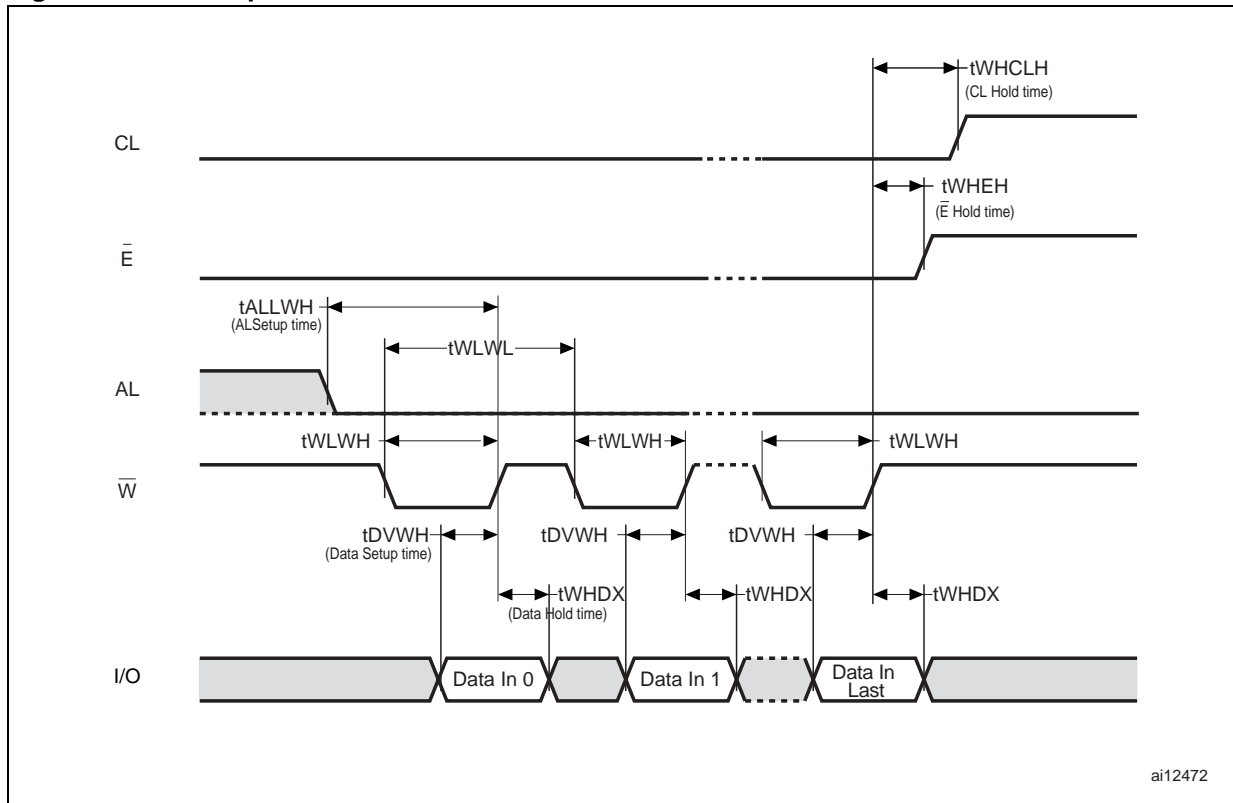 tWHCLH
(CL Hold time)
CL
tWHEH
(E̅ Hold time)
E̅
tALLWH
(ALSetup time)
tWLWL
AL
tWLWH
tWLWH
tWLWH
W̅
tDVWH
(Data Setup time)
tDVWH
tDVWH
tWHDX
(Data Hold time)
tWHDX
tWHDX
I/O
Data In 0
Data In 1
Data In
Last
ai12472